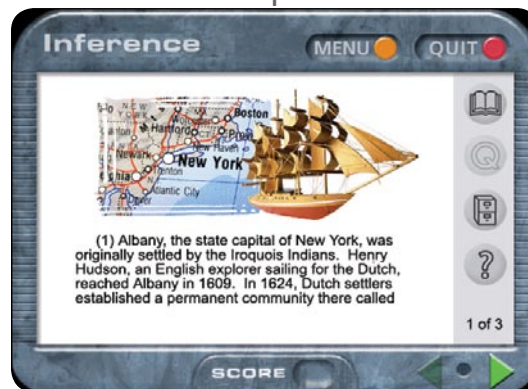 Inference
MENU
QUIT
Boston
Hartford
New Haven
Newark
New York
Trenton
Atlantic City
Dover
(1) Albany, the state capital of New York, was
originally settled by the Iroquois Indians. Henry
Hudson, an English explorer sailing for the Dutch,
reached Albany in 1609. In 1624, Dutch settlers
established a permanent community there called
Q
?
1 of 3
SCORE